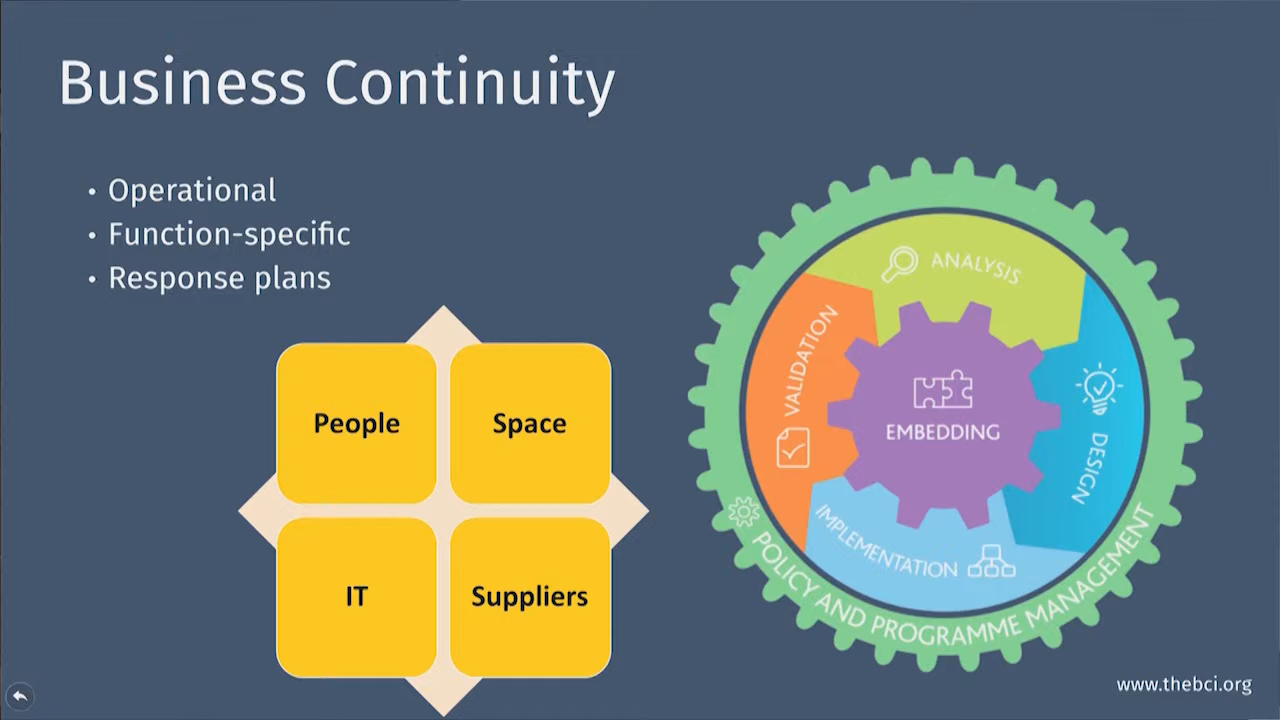 Business Continuity
• Operational
• Function-specific
• Response plans
People
Space
IT
Suppliers
ANALYSIS
VALIDATION
DESIGN
EMBEDDING
IMPLEMENTATION
POLICY AND PROGRAMME MANAGEMENT
www.thebci.org